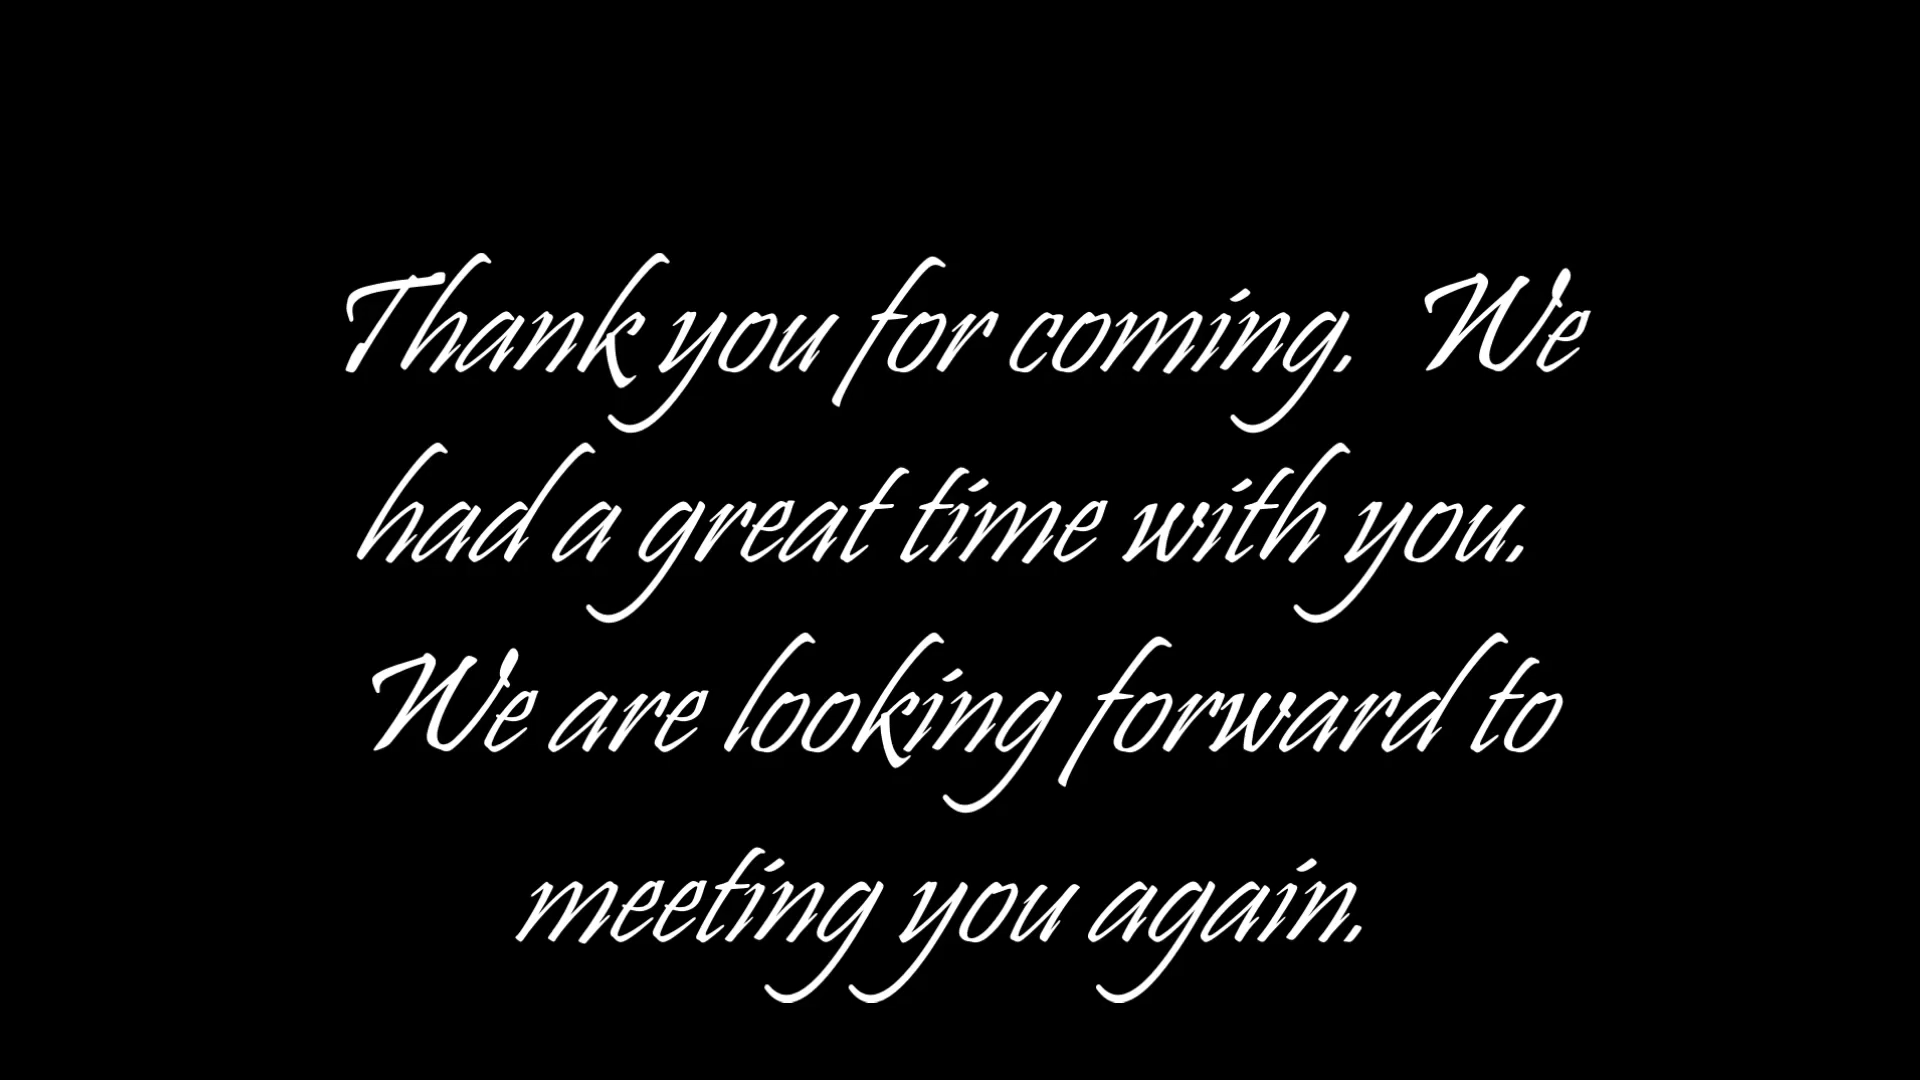 Thank you for coming. We
had a great time with you.
We are looking forward to
meeting you again.